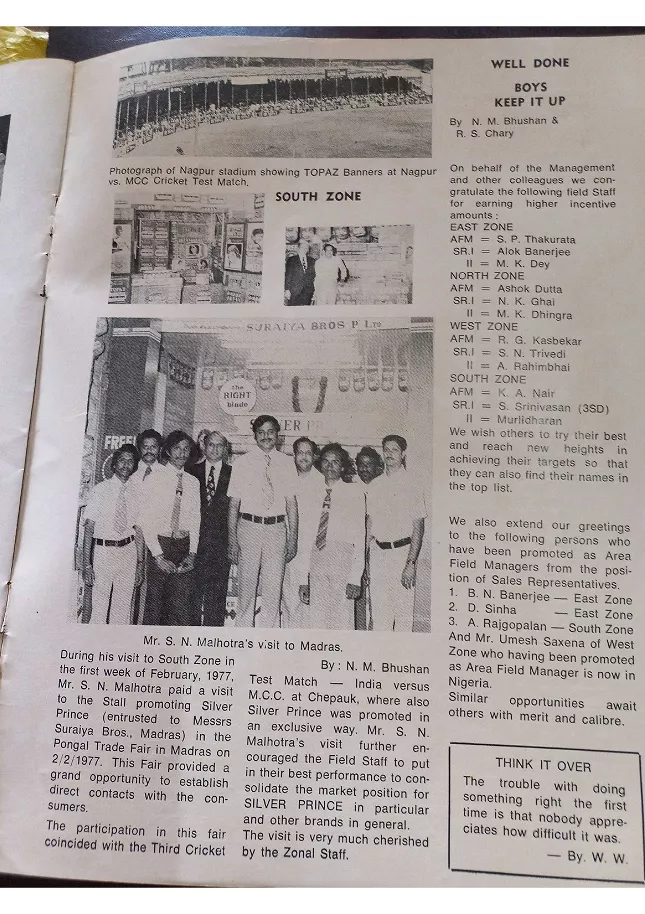 Photograph of Nagpur stadium showing TOPAZ Banners at Nagpur
vs. MCC Cricket Test Match.
SOUTH ZONE
SURAIYA BROS P LTD
the
RIGHT
blade
FREE!
Mr. S. N. Malhotra's visit to Madras.
During his visit to South Zone in
the first week of February, 1977,
Mr. S. N. Malhotra paid a visit
to the Stall promoting Silver
Prince (entrusted to Messrs
Suraiya Bros., Madras) in the
Pongal Trade Fair in Madras on
2/2/1977. This Fair provided a
grand opportunity to establish
direct contacts with the con-
sumers.
The participation in this fair
coincided with the Third Cricket
By : N. M. Bhushan
Test Match — India versus
M.C.C. at Chepauk, where also
Silver Prince was promoted in
an exclusive way. Mr. S. N.
Malhotra's visit further en-
couraged the Field Staff to put
in their best performance to con-
solidate the market position for
SILVER PRINCE in particular
and other brands in general.
The visit is very much cherished
by the Zonal Staff.
WELL DONE
BOYS
KEEP IT UP
By N. M. Bhushan &
R. S. Chary
On behalf of the Management
and other colleagues we con-
gratulate the following field Staff
for earning higher incentive
amounts :
EAST ZONE
AFM = S. P. Thakurata
SR.I = Alok Banerjee
II = M. K. Dey
NORTH ZONE
AFM = Ashok Dutta
SR.I = N. K. Ghai
II = M. K. Dhingra
WEST ZONE
AFM = R. G. Kasbekar
SR.I = S. N. Trivedi
II = A. Rahimbhai
SOUTH ZONE
AFM = K. A. Nair
SR.I = S. Srinivasan (3SD)
II = Murlidharan
We wish others to try their best
and reach new heights in
achieving their targets so that
they can also find their names in
the top list.
We also extend our greetings
to the following persons who
have been promoted as Area
Field Managers from the posi-
tion of Sales Representatives.
1. B. N. Banerjee — East Zone
2. D. Sinha — East Zone
3. A. Rajgopalan — South Zone
And Mr. Umesh Saxena of West
Zone who having been promoted
as Area Field Manager is now in
Nigeria.
Similar opportunities await
others with merit and calibre.
THINK IT OVER
The trouble with doing
something right the first
time is that nobody appre-
ciates how difficult it was.
— By. W. W.